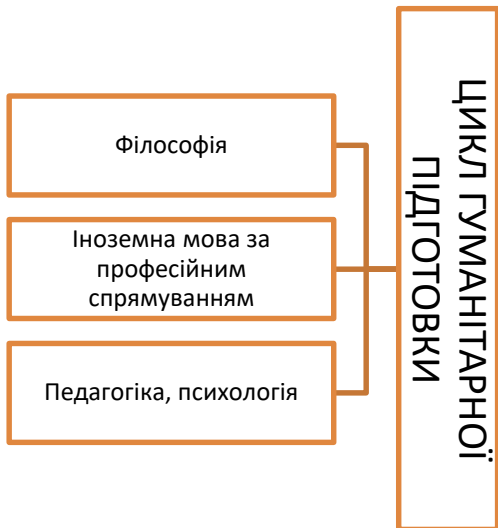 Філософія
Іноземна мова за
професійним
спрямуванням
Педагогіка, психологія
ЦИКЛ ГУМАНІТАРНОЇ
ПІДГОТОВКИ